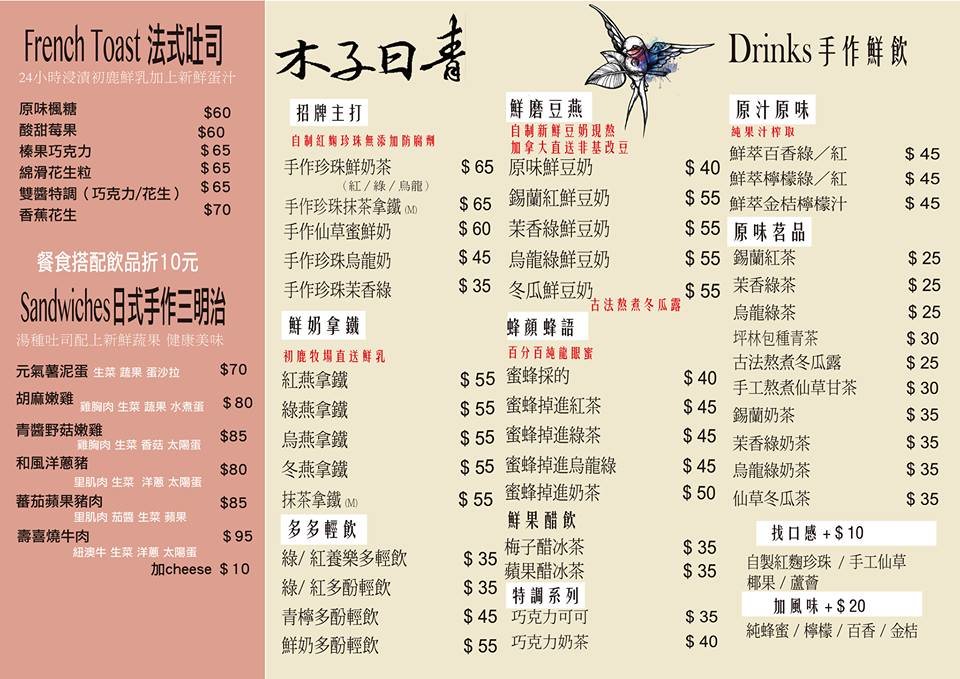 French Toast 法式吐司
24小時浸漬初鹿鮮乳加上新鮮蛋汁
原味楓糖 $60
酸甜莓果 $60
榛果巧克力 $65
綿滑花生粒 $65
雙醬特調（巧克力/花生） $65
香蕉花生 $70
餐食搭配飲品折10元
Sandwiches日式手作三明治
湯種吐司配上新鮮蔬果 健康美味
元氣薯泥蛋 生菜 蔬果 蛋沙拉 $70
胡麻嫩雞 $80
雞胸肉 生菜 蔬果 水煮蛋
青醬野菇嫩雞 $85
雞胸肉 生菜 香菇 太陽蛋
和風洋蔥豬 $80
里肌肉 生菜 洋蔥 太陽蛋
蕃茄蘋果豬肉 $85
里肌肉 茄醬 生菜 蘋果
壽喜燒牛肉 $95
紐澳牛 生菜 洋蔥 太陽蛋
加cheese $10
木子日青
招牌主打
自制紅麴珍珠無添加防腐劑
手作珍珠鮮奶茶 $65
（紅/綠/烏龍）
手作珍珠抹茶拿鐵(M) $65
手作仙草蜜鮮奶 $60
手作珍珠烏龍奶 $45
手作珍珠茉香綠 $35
鮮奶拿鐵
初鹿牧場直送鮮乳
紅燕拿鐵 $55
綠燕拿鐵 $55
烏燕拿鐵 $55
冬燕拿鐵 $55
抹茶拿鐵(M) $55
多多輕飲
綠/紅養樂多輕飲 $35
綠/紅多酚輕飲 $35
青檸多酚輕飲 $45
鮮奶多酚輕飲 $55
鮮磨豆燕
自制新鮮豆奶現熬
加拿大直送非基改豆
原味鮮豆奶 $40
錫蘭紅鮮豆奶 $55
茉香綠鮮豆奶 $55
烏龍綠鮮豆奶 $55
冬瓜鮮豆奶 $55
古法熬煮冬瓜露
蜂顏蜂語
百分百純龍眼蜜
蜜蜂採的 $40
蜜蜂掉進紅茶 $45
蜜蜂掉進綠茶 $45
蜜蜂掉進烏龍綠 $45
蜜蜂掉進奶茶 $50
鮮果醋飲
梅子醋冰茶 $35
蘋果醋冰茶 $35
特調系列
巧克力可可 $35
巧克力奶茶 $40
Drinks 手作鮮飲
原汁原味
純果汁榨取
鮮萃百香綠／紅 $45
鮮萃檸檬綠／紅 $45
鮮萃金桔檸檬汁 $45
原味茗品
錫蘭紅茶 $25
茉香綠茶 $25
烏龍綠茶 $25
坪林包種青茶 $30
古法熬煮冬瓜露 $25
手工熬煮仙草甘茶 $30
錫蘭奶茶 $35
茉香綠奶茶 $35
烏龍綠奶茶 $35
仙草冬瓜茶 $35
找口感+$10
自製紅麴珍珠 / 手工仙草
椰果/蘆薈
加風味+$20
純蜂蜜/檸檬/百香/金桔